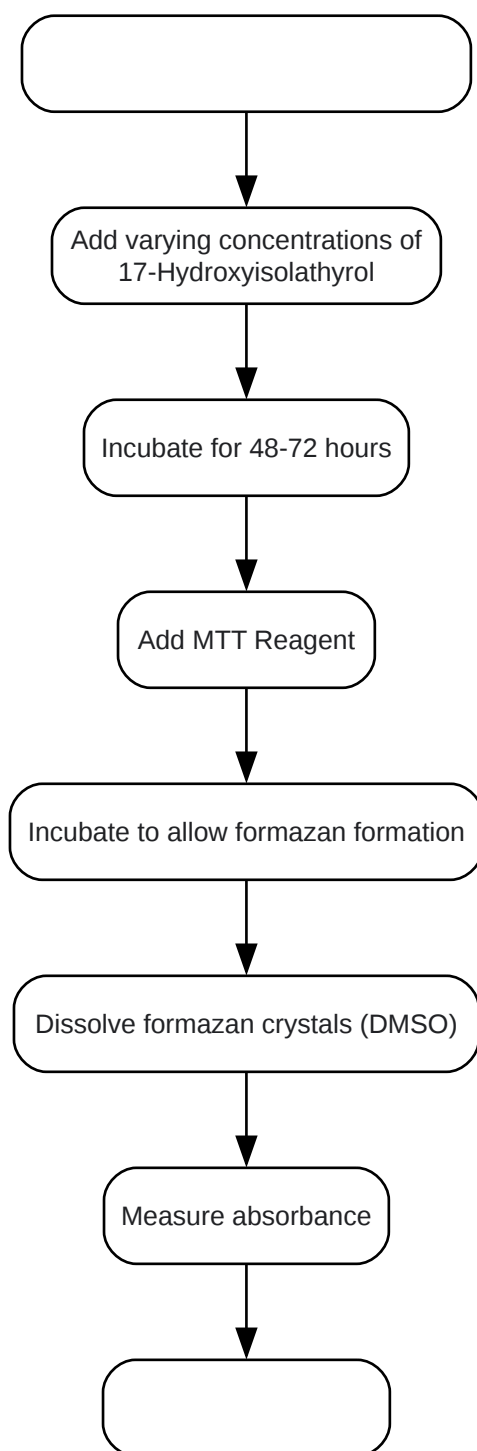 Add varying concentrations of
17-Hydroxyisolathyrol
Incubate for 48-72 hours
Add MTT Reagent
Incubate to allow formazan formation
Dissolve formazan crystals (DMSO)
Measure absorbance